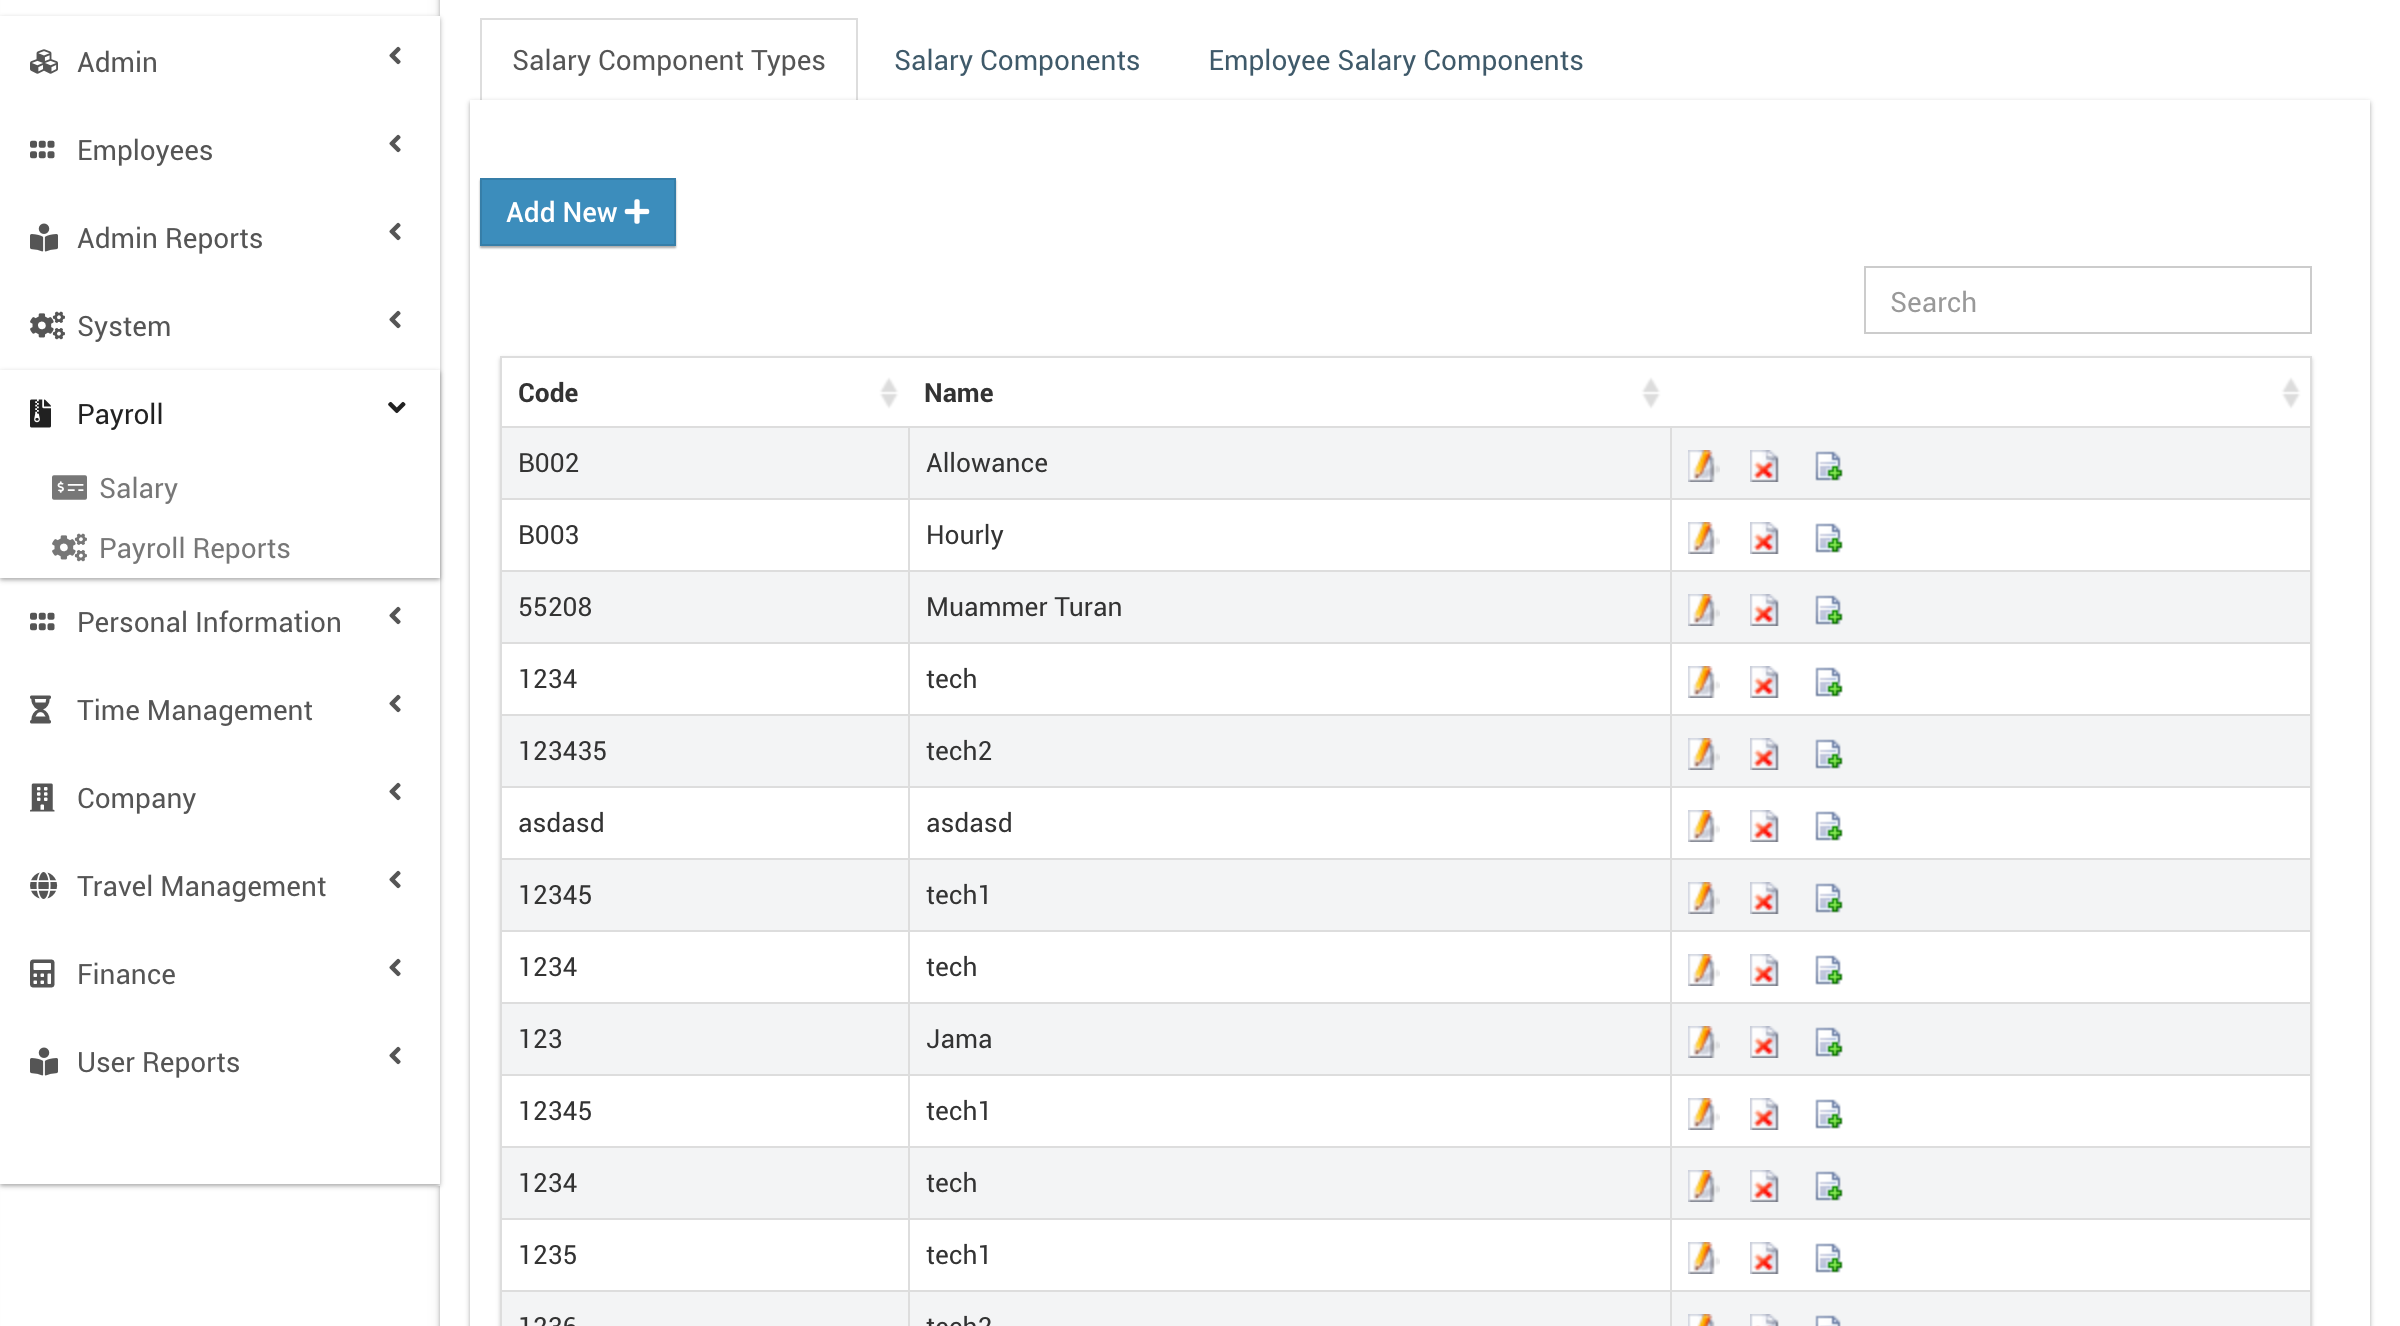 Admin
Employees
Admin Reports
System
Payroll
Salary
Payroll Reports
Personal Information
Time Management
Company
Travel Management
Finance
User Reports
Salary Component Types Salary Components Employee Salary Components
Add New
Search
Code Name
B002 Allowance
B003 Hourly
55208 Muammer Turan
1234 tech
123435 tech2
asdasd asdasd
12345 tech1
1234 tech
123 Jama
12345 tech1
1234 tech
1235 tech1
1236 tech2